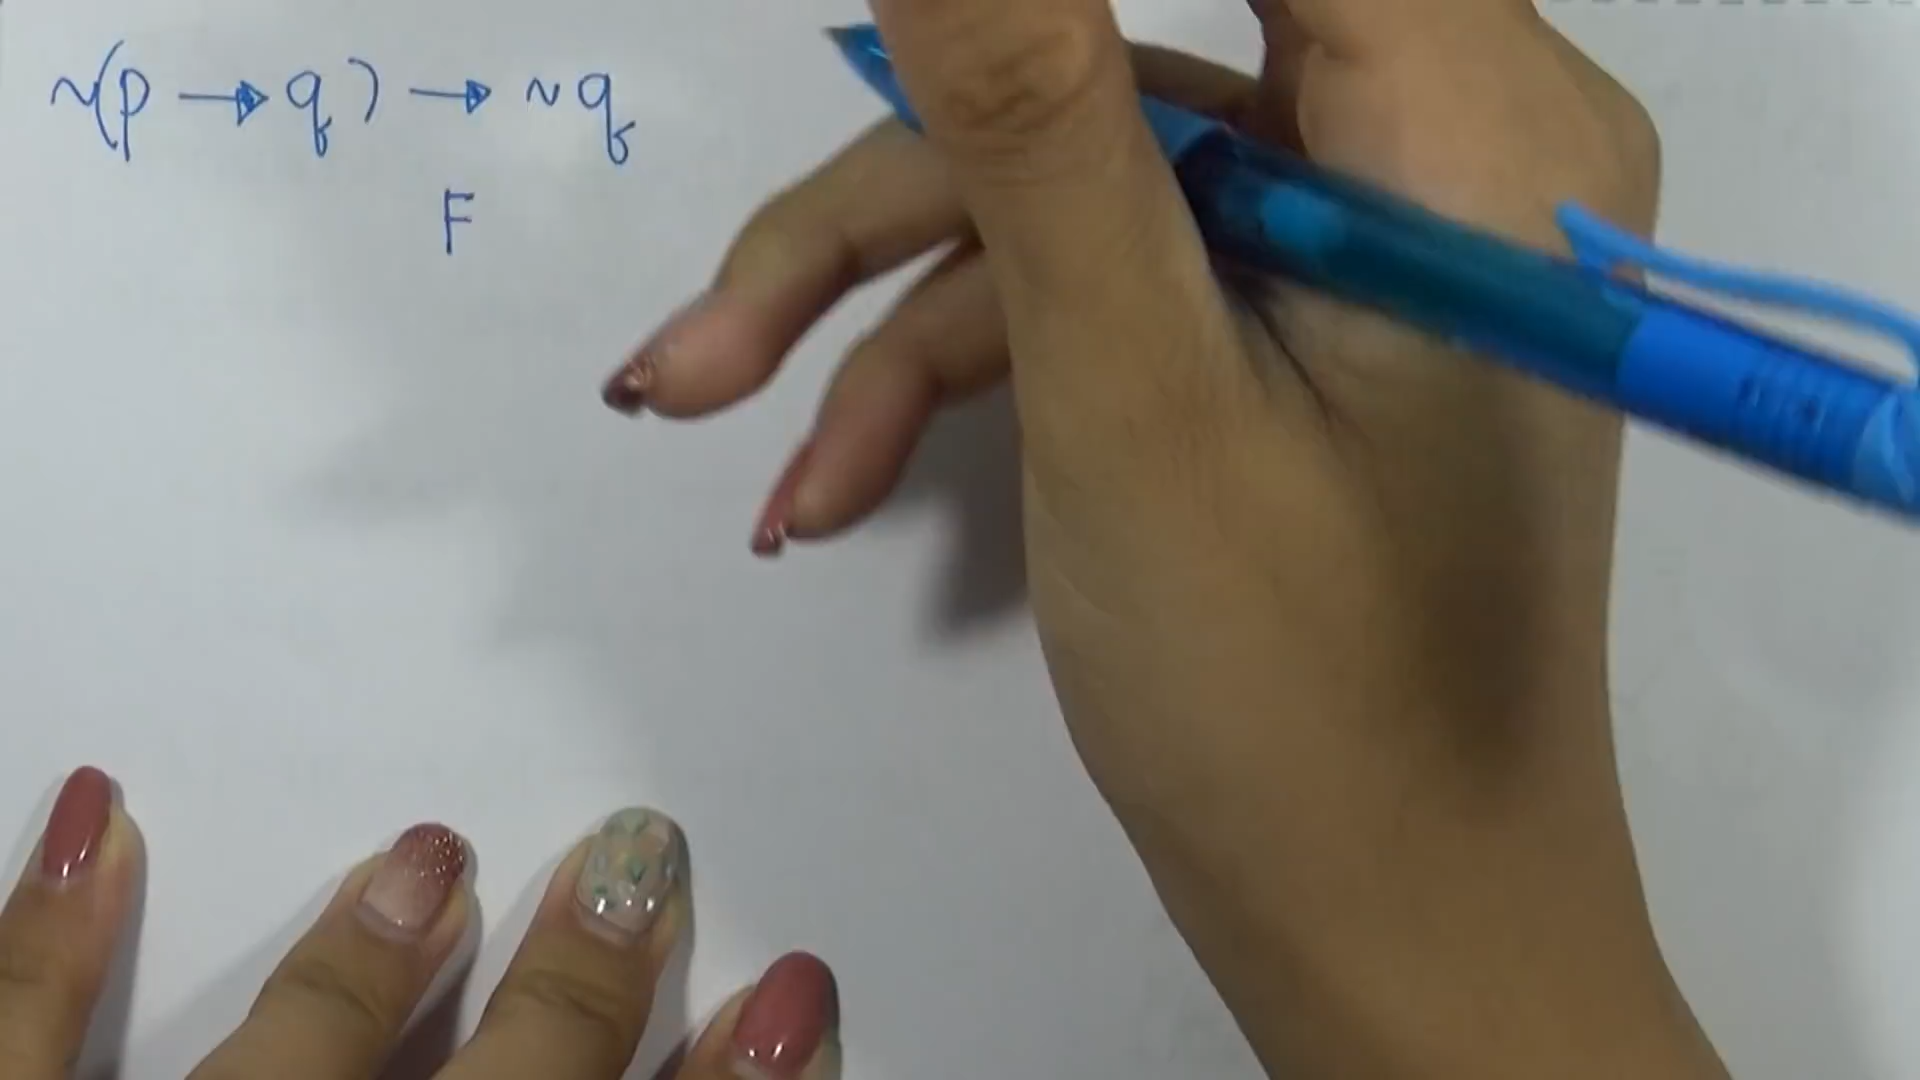 ~(p → q) → ~q
F